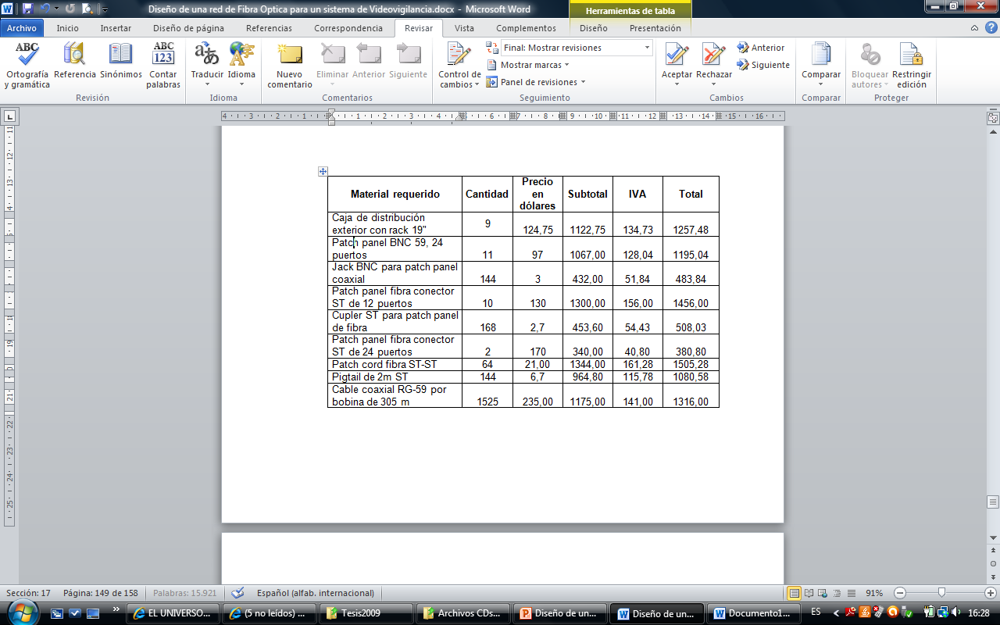 Diseño de una red de Fibra Optica para un sistema de Videovigilancia.docx - Microsoft Word
Herramientas de tabla
Archivo Inicio Insertar Diseño de página Referencias Correspondencia Revisar Vista Complementos Diseño Presentación
ABC ABC 123
Ortografía y gramática
Referencia
Sinónimos
Contar palabras
Revisión
Traducir
Idioma
Idioma
Nuevo comentario
Eliminar
Anterior
Siguiente
Comentarios
Control de cambios
Final: Mostrar revisiones
Mostrar marcas
Panel de revisiones
Seguimiento
Aceptar
Rechazar
Anterior
Siguiente
Cambios
Comparar
Comparar
Bloquear autores
Restringir edición
Proteger
Material requerido Cantidad Precio en dólares Subtotal IVA Total
Caja de distribución
exterior con rack 19" 9 124,75 1122,75 134,73 1257,48
Patch panel BNC 59, 24
puertos 11 97 1067,00 128,04 1195,04
Jack BNC para patch panel
coaxial 144 3 432,00 51,84 483,84
Patch panel fibra conector
ST de 12 puertos 10 130 1300,00 156,00 1456,00
Cupler ST para patch panel
de fibra 168 2,7 453,60 54,43 508,03
Patch panel fibra conector
ST de 24 puertos 2 170 340,00 40,80 380,80
Patch cord fibra ST-ST 64 21,00 1344,00 161,28 1505,28
Pigtail de 2m ST 144 6,7 964,80 115,78 1080,58
Cable coaxial RG-59 por
bobina de 305 m 1525 235,00 1175,00 141,00 1316,00
Sección: 17 Página: 149 de 158 Palabras: 15.921 Español (alfab. internacional) 91%
EL UNIVERSO... (5 no leídos) ... Tesis2009 Archivos CDs... Diseño de un... Diseño de un... Documento1... ES 16:28